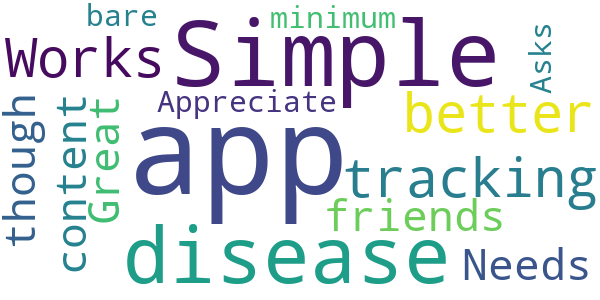 bare
minimum
Works
Simple
Asks
Appreciate
better
though
content
Great
app
tracking
friends
disease
Needs